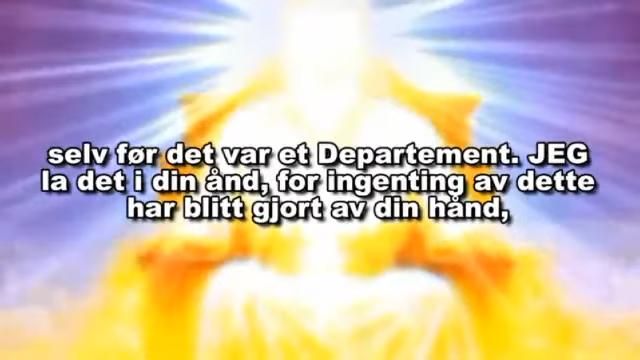 selv før det var et Departement. JEG
la det i din ånd, for ingenting av dette
har blitt gjort av din hånd,